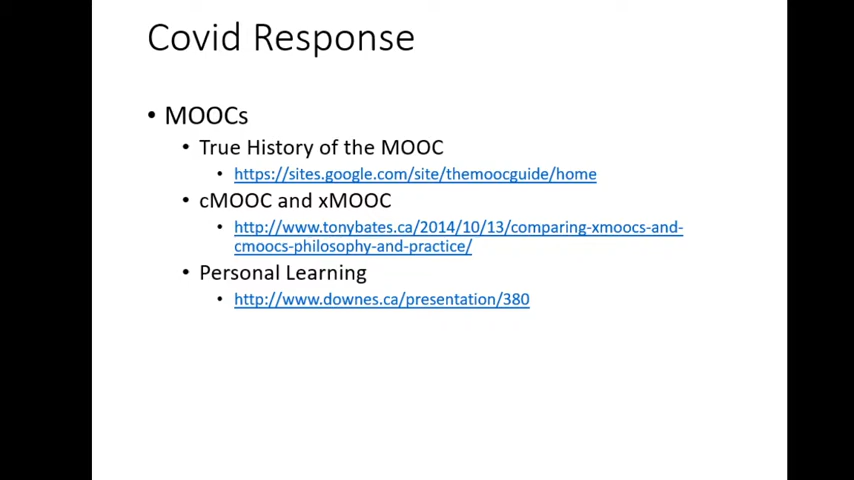 Covid Response
• MOOCs
• True History of the MOOC
• https://sites.google.com/site/themoocguide/home
• cMOOC and xMOOC
• http://www.tonybates.ca/2014/10/13/comparing-xmoocs-and-
cmoocs-philosophy-and-practice/
• Personal Learning
• http://www.downes.ca/presentation/380